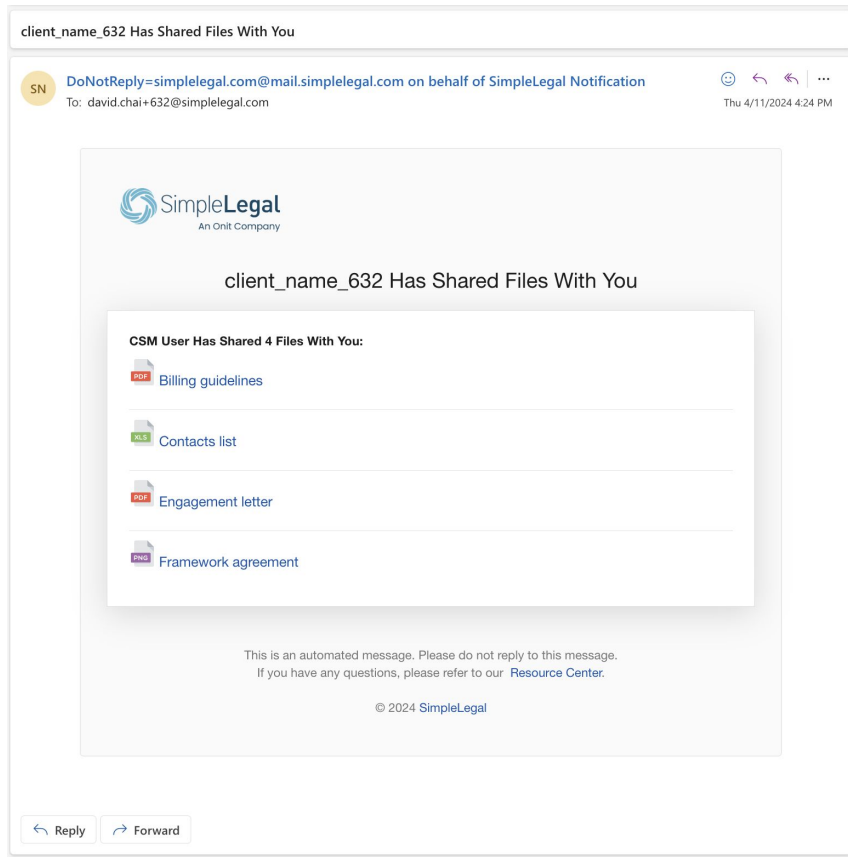 client_name_632 Has Shared Files With You
SN
DoNotReply=simplelegal.com@mail.simplelegal.com on behalf of SimpleLegal Notification
To: david.chai+632@simplelegal.com
Thu 4/11/2024 4:24 PM
SimpleLegal
An Onit Company
client_name_632 Has Shared Files With You
CSM User Has Shared 4 Files With You:
PDF Billing guidelines
XLS Contacts list
PDF Engagement letter
PNG Framework agreement
This is an automated message. Please do not reply to this message.
If you have any questions, please refer to our Resource Center.
© 2024 SimpleLegal
Reply Forward